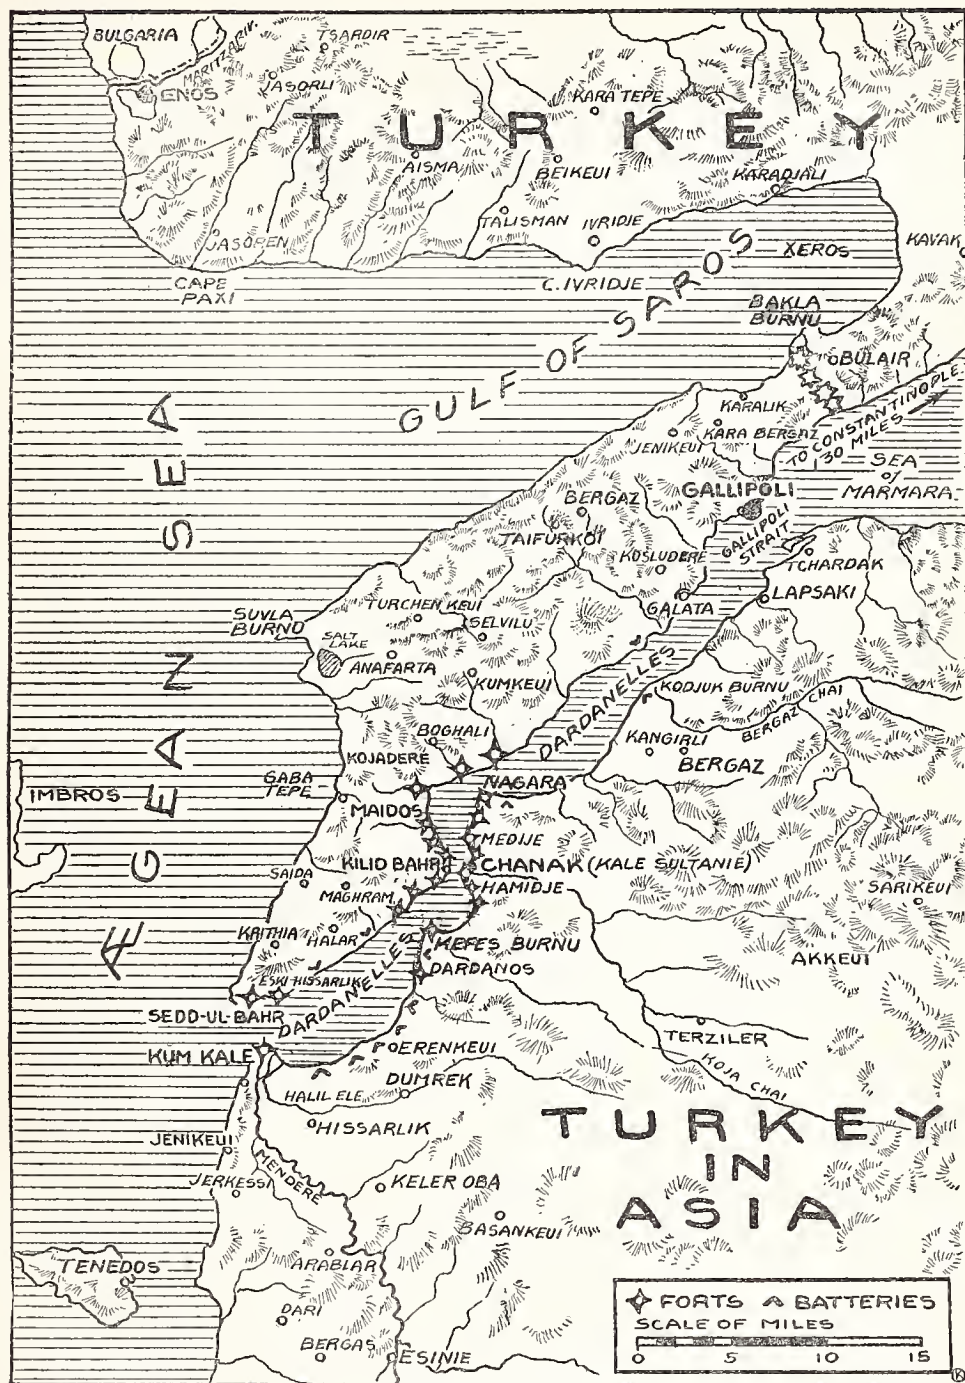 BULGARIA
MARITZA RIV.
TSARDIR
ENOS
JASORLI
KARA TEPE
TURKEY
AISMA
BEIKEUI
KARADJALI
TALISMAN
IVRIDJE
JASOREN
XEROS
KAVAK
CAPE
PAXI
C. IVRIDJE
GULF OF SAROS
BAKLA
BURNU
BULAIR
KARALIK
KARA BERGAZ
JENIKEUI
TO CONSTANTINOPLE
130 MILES
SEA
of
MARMARA
GALLIPOLI
BERGAZ
TAIFURKOI
GALLIPOLI
STRAIT
KOSLUDERE
TCHARDAK
LAPSAKI
GALATA
TURCHEN KEUI
SUVLA
BURNU
SALT
LAKE
SELVILU
ANAFARTA
KUMKEUI
DARDANELLES
KODJUK BURNU
BERGAZ CHAI
BOGHALI
KANGIRLI
BERGAZ
KOJADERE
GABA
TEPE
NAGARA
IMBROS
ÆGEAN SEA
MAIDOS
MEDIJE
KILID BAHR
CHANAK (KALE SULTANIE)
SAIDA
MAGHRAM
HAMIDJE
SARIKEUI
KRITHIA
HALAR
KEFES BURNU
AKKEUI
ESKI HISSARLIK
DARDANELLES
DARDANOS
SEDD-UL-BAHR
TERZILER
KUM KALE
ERENKEUI
KOJA CHAI
DUMREK
HALIL ELE
HISSARLIK
TURKEY
IN
ASIA
JENIKEUI
MENDERE
JERKESSI
KELER OBA
BASANKEUI
ARABLAR
TENEDOS
DARI
BERGAS
ESINIE
FORTS BATTERIES
SCALE OF MILES
0 5 10 15
K